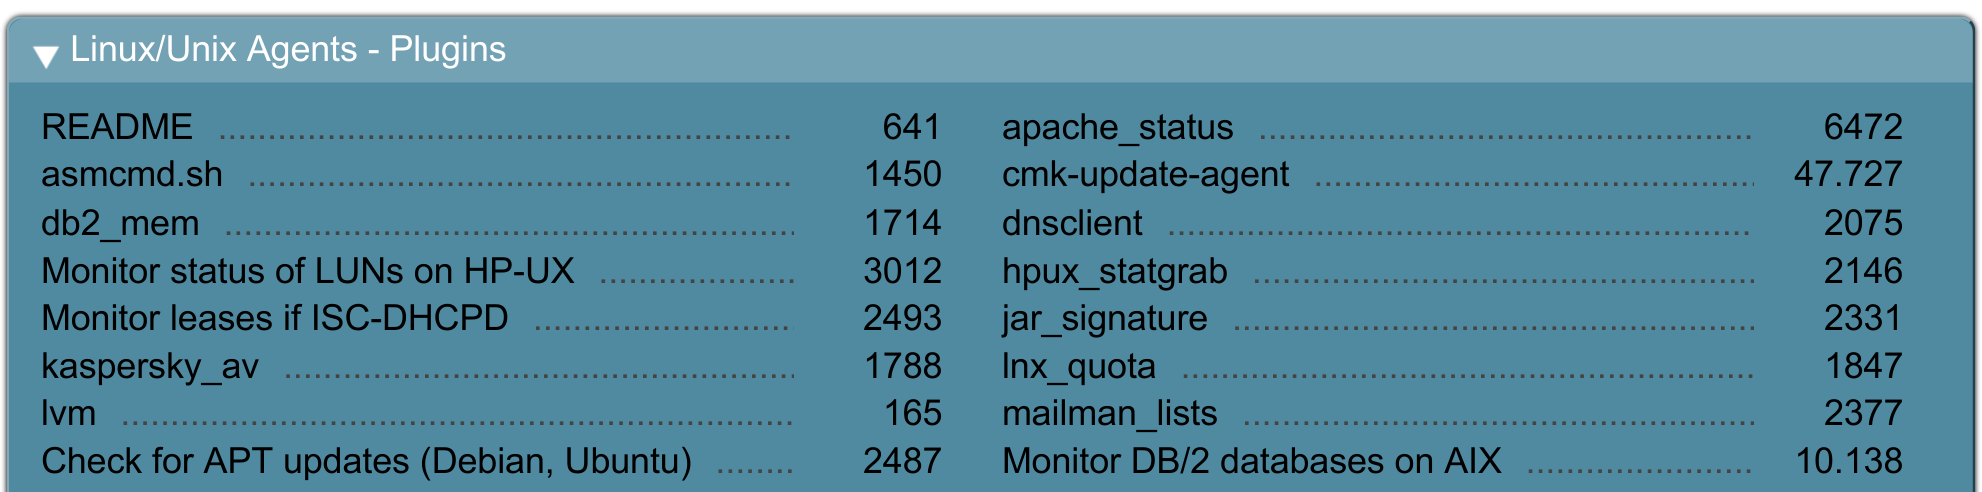 Linux/Unix Agents - Plugins
README 641 apache_status 6472
asmcmd.sh 1450 cmk-update-agent 47.727
db2_mem 1714 dnsclient 2075
Monitor status of LUNs on HP-UX 3012 hpux_statgrab 2146
Monitor leases if ISC-DHCPD 2493 jar_signature 2331
kaspersky_av 1788 lnx_quota 1847
lvm 165 mailman_lists 2377
Check for APT updates (Debian, Ubuntu) 2487 Monitor DB/2 databases on AIX 10.138